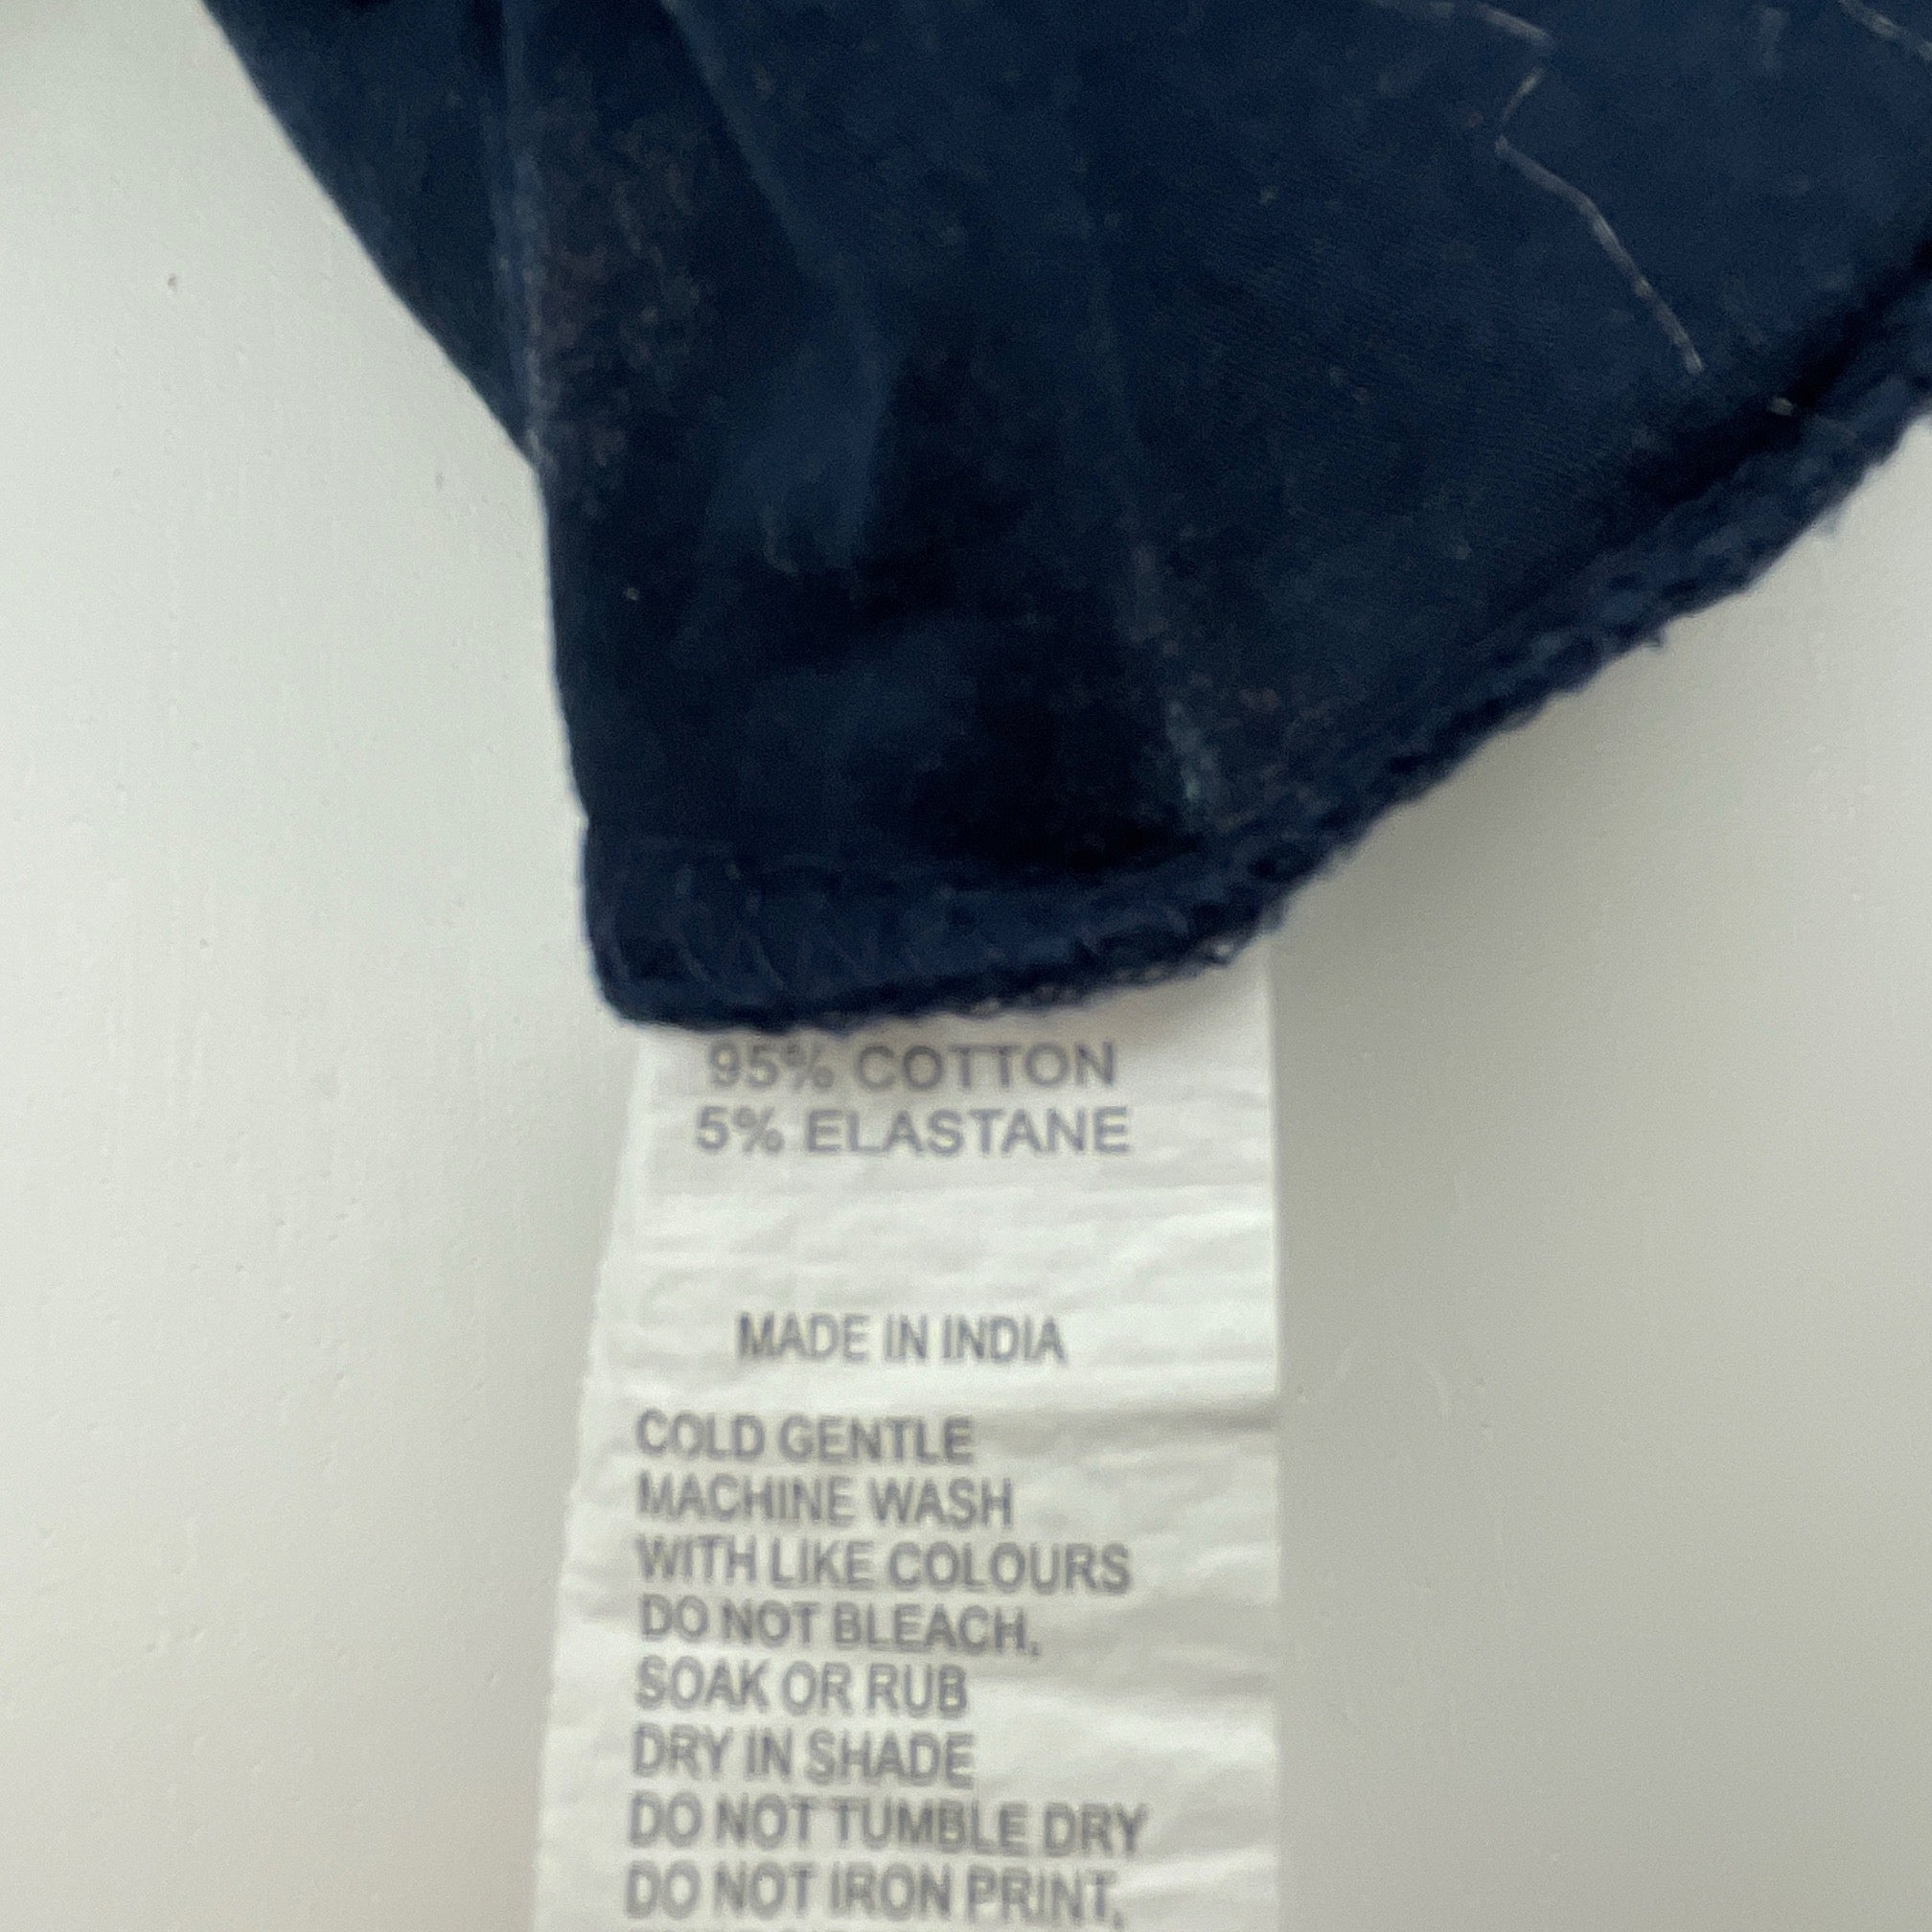 95% COTTON
5% ELASTANE
MADE IN INDIA
COLD GENTLE
MACHINE WASH
WITH LIKE COLOURS
DO NOT BLEACH,
SOAK OR RUB
DRY IN SHADE
DO NOT TUMBLE DRY
DO NOT IRON PRINT,